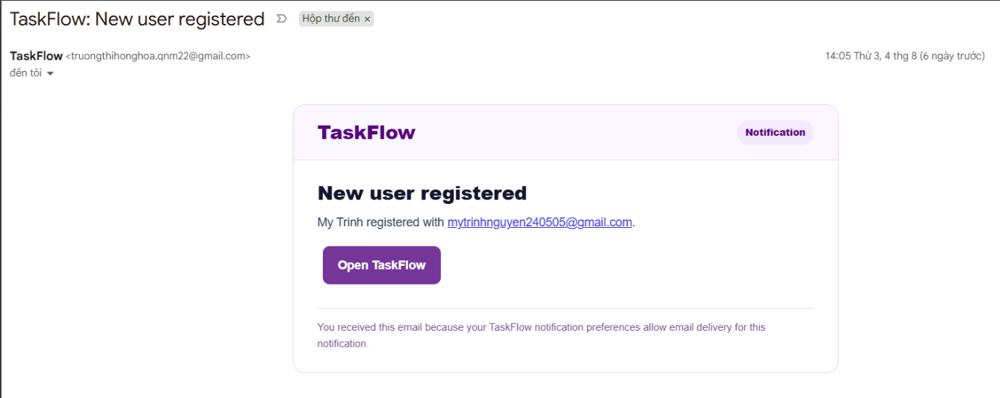 TaskFlow: New user registered
Hộp thư đến ×
TaskFlow <truongthihonghoa.qnm22@gmail.com>
14:05 Thứ 3, 4 thg 8 (6 ngày trước)
đến tôi
TaskFlow
Notification
New user registered
My Trinh registered with mytrinhnguyen240505@gmail.com.
Open TaskFlow
You received this email because your TaskFlow notification preferences allow email delivery for this
notification.